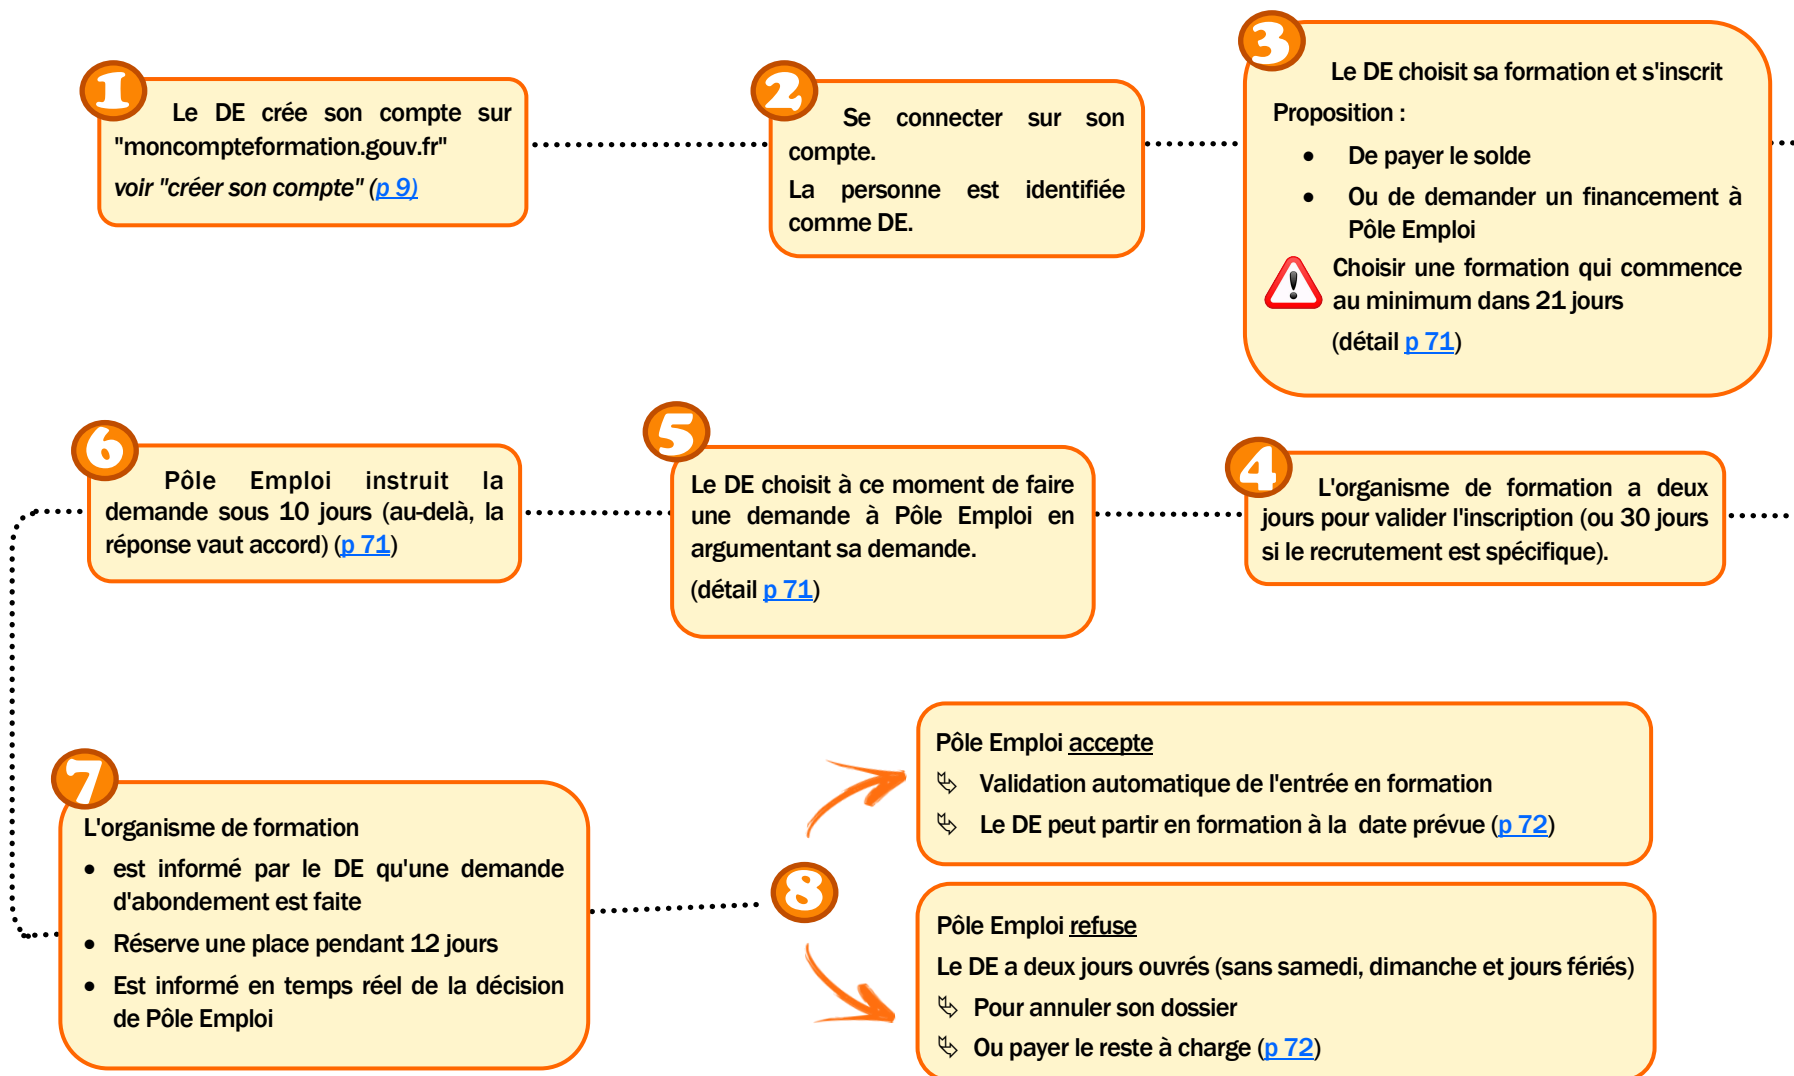 1
Le DE crée son compte sur
"moncompteformation.gouv.fr"
voir "créer son compte" (p 9)
2
Se connecter sur son
compte.
La personne est identifiée
comme DE.
3
Le DE choisit sa formation et s'inscrit
Proposition :
• De payer le solde
• Ou de demander un financement à
Pôle Emploi
Choisir une formation qui commence
au minimum dans 21 jours
(détail p 71)
4
L'organisme de formation a deux
jours pour valider l'inscription (ou 30 jours
si le recrutement est spécifique).
5
Le DE choisit à ce moment de faire
une demande à Pôle Emploi en
argumentant sa demande.
(détail p 71)
6
Pôle Emploi instruit la
demande sous 10 jours (au-delà, la
réponse vaut accord) (p 71)
7
L'organisme de formation
• est informé par le DE qu'une demande
d'abondement est faite
• Réserve une place pendant 12 jours
• Est informé en temps réel de la décision
de Pôle Emploi
8
Pôle Emploi accepte
Validation automatique de l'entrée en formation
Le DE peut partir en formation à la date prévue (p 72)
Pôle Emploi refuse
Le DE a deux jours ouvrés (sans samedi, dimanche et jours fériés)
Pour annuler son dossier
Ou payer le reste à charge (p 72)